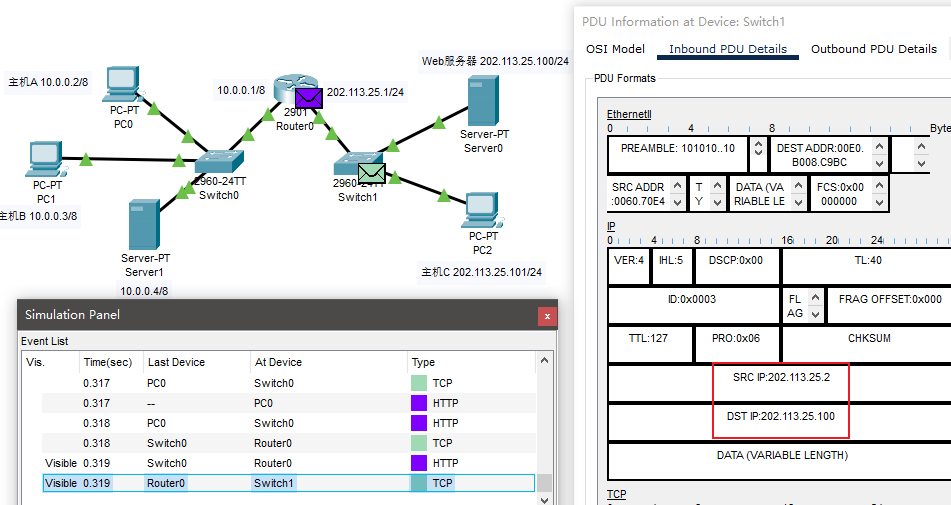 PDU Information at Device: Switch1
OSI Model Inbound PDU Details Outbound PDU Details
PDU Formats
EthernetII
0 4 8 Byte
PREAMBLE: 101010..10
DEST ADDR:00E0.
B008.C9BC
SRC ADDR
:0060.70E4
T
Y
DATA (VA
RIABLE LE
FCS:0x00
000000
IP
0 4 8 16 20 24
VER:4 IHL:5 DSCP:0x00 TL:40
ID:0x0003
FL
AG
FRAG OFFSET:0x000
TTL:127 PRO:0x06 CHKSUM
SRC IP:202.113.25.2
DST IP:202.113.25.100
DATA (VARIABLE LENGTH)
TCP
主机A 10.0.0.2/8
PC-PT
PC0
PC-PT
PC1
主机B 10.0.0.3/8
Server-PT
Server1
10.0.0.4/8
2960-24TT
Switch0
10.0.0.1/8
2901
Router0
202.113.25.1/24
2960-24TT
Switch1
Web服务器 202.113.25.100/24
Server-PT
Server0
PC-PT
PC2
主机C 202.113.25.101/24
Simulation Panel
x
Event List
Vis. Time(sec) Last Device At Device Type
0.317 PC0 Switch0 TCP
0.317 -- PC0 HTTP
0.318 PC0 Switch0 HTTP
0.318 Switch0 Router0 TCP
Visible 0.319 Switch0 Router0 HTTP
Visible 0.319 Router0 Switch1 TCP